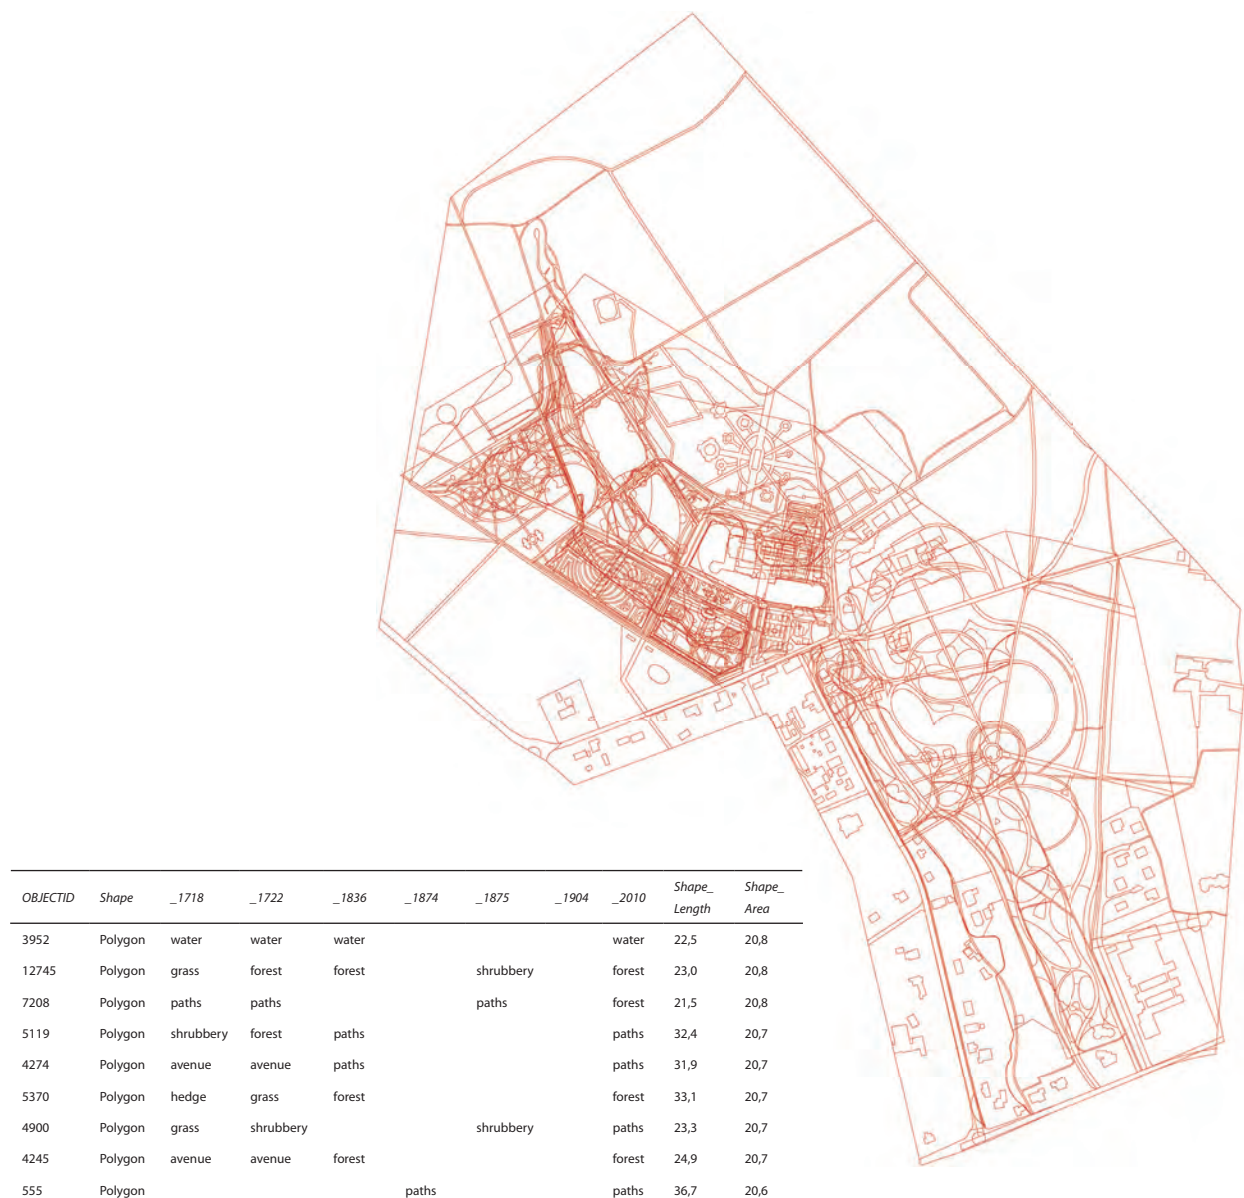 OBJECTID Shape _1718 _1722 _1836 _1874 _1875 _1904 _2010 Shape_ Length Shape_ Area
3952 Polygon water water water water 22,5 20,8
12745 Polygon grass forest forest shrubbery forest 23,0 20,8
7208 Polygon paths paths paths forest 21,5 20,8
5119 Polygon shrubbery forest paths paths 32,4 20,7
4274 Polygon avenue avenue paths paths 31,9 20,7
5370 Polygon hedge grass forest forest 33,1 20,7
4900 Polygon grass shrubbery shrubbery paths 23,3 20,7
4245 Polygon avenue avenue forest forest 24,9 20,7
555 Polygon paths paths 36,7 20,6